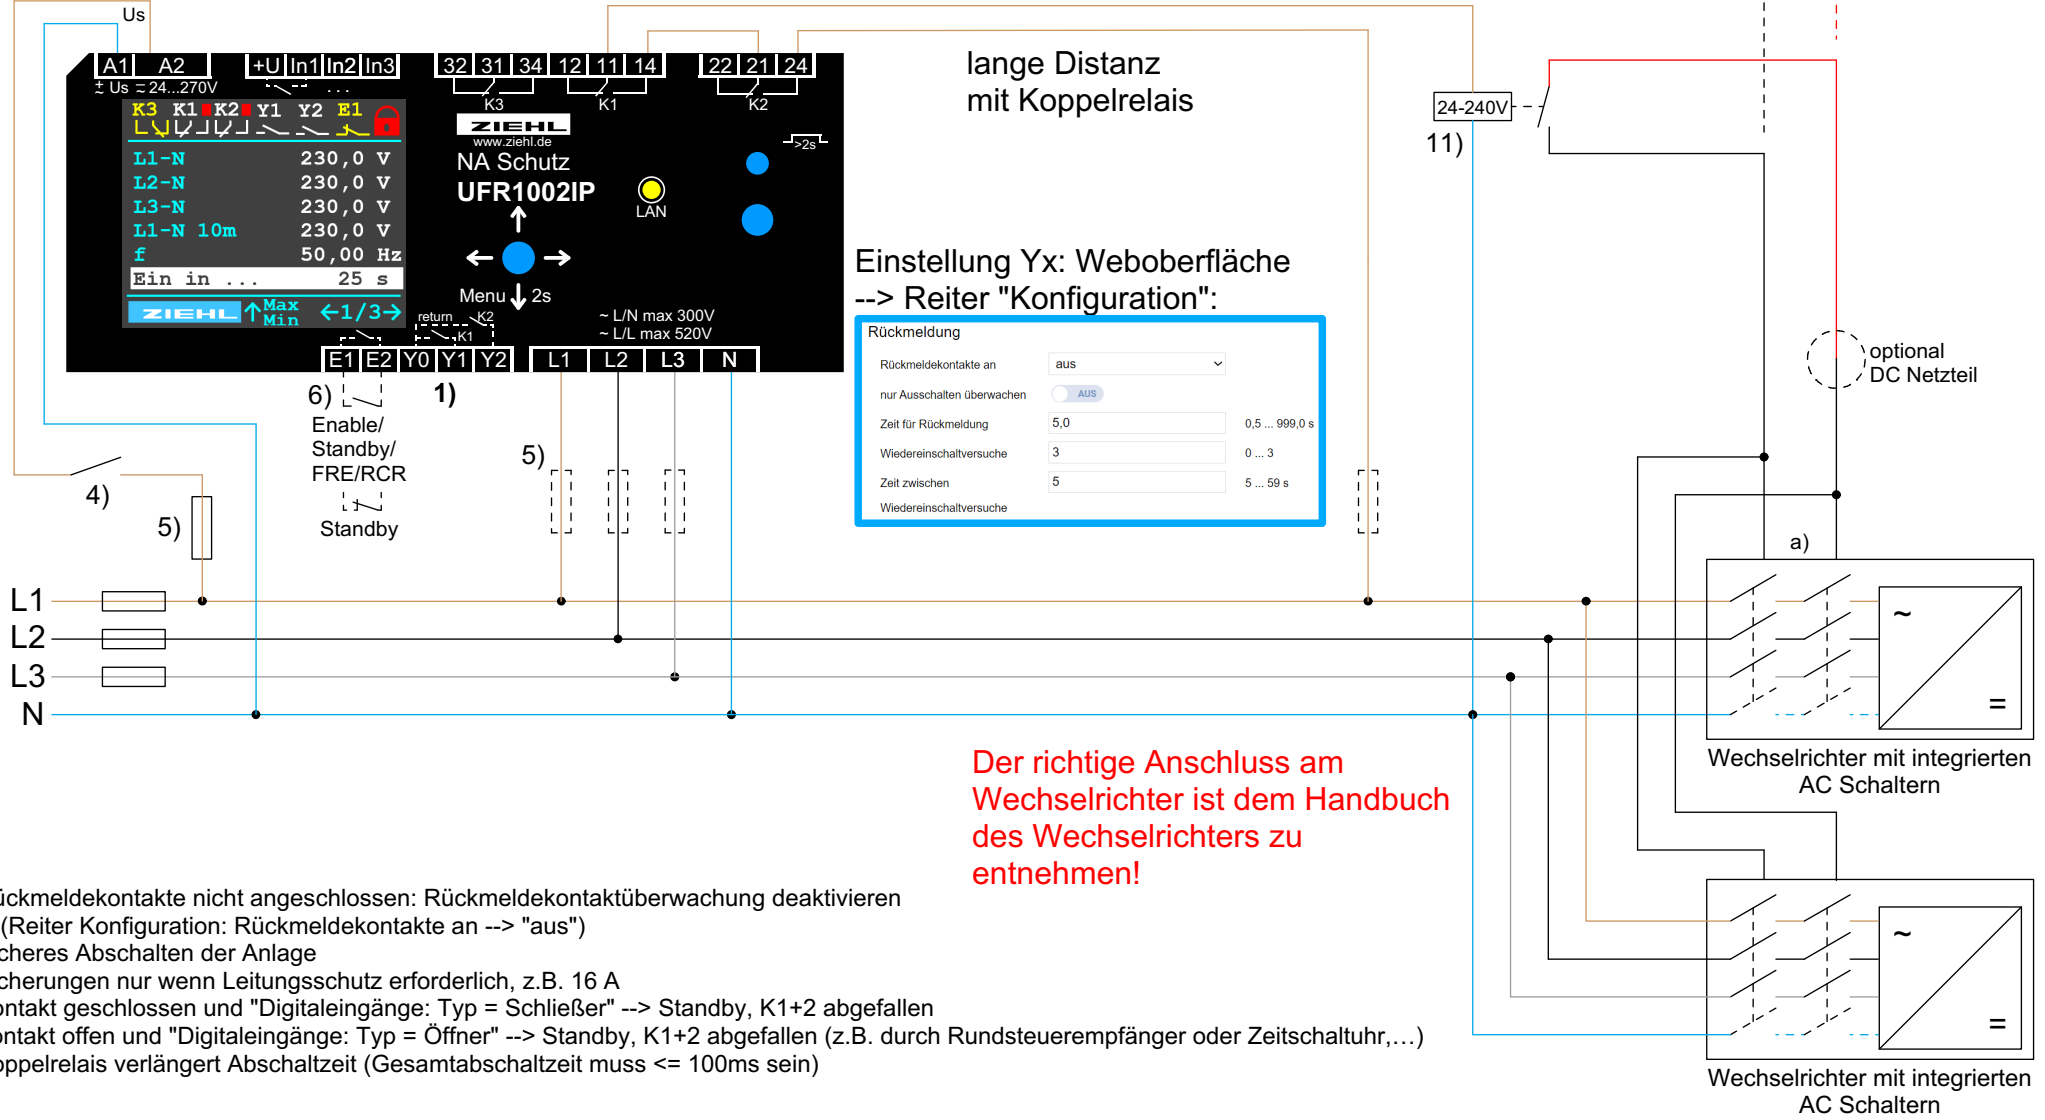 Us
A1 A2
+U In1 In2 In3
32 31 34 12 11 14
22 21 24
± Us ≂ 24...270V
...
K3
K1
K2
K3 K1 K2 Y1 Y2 E1
L1-N 230,0 V
L2-N 230,0 V
L3-N 230,0 V
L1-N 10m 230,0 V
f 50,00 Hz
Ein in ... 25 s
ZIEHL ↑ Max Min ←1/3→
ZIEHL
www.ziehl.de
NA Schutz
UFR1002IP
LAN
>2s
Menu 2s
return K2
K1
~ L/N max 300V
~ L/L max 520V
E1 E2 Y0 Y1 Y2
L1 L2 L3 N
lange Distanz
mit Koppelrelais
24-240V
11)
Einstellung Yx: Weboberfläche
--> Reiter "Konfiguration":
Rückmeldung
Rückmeldekontakte an aus
nur Ausschalten überwachen AUS
Zeit für Rückmeldung 5,0 0,5 ... 999,0 s
Wiedereinschaltversuche 3 0 ... 3
Zeit zwischen 5 5 ... 59 s
Wiedereinschaltversuche
optional
DC Netzteil
6)
1)
Enable/
Standby/
FRE/RCR
Standby
4)
5)
5)
a)
L1
L2
L3
N
~
=
Wechselrichter mit integrierten
AC Schaltern
Der richtige Anschluss am
Wechselrichter ist dem Handbuch
des Wechselrichters zu
entnehmen!
~
=
Wechselrichter mit integrierten
AC Schaltern
ückmeldekontakte nicht angeschlossen: Rückmeldekontaktüberwachung deaktivieren
(Reiter Konfiguration: Rückmeldekontakte an --> "aus")
cheres Abschalten der Anlage
cherungen nur wenn Leitungsschutz erforderlich, z.B. 16 A
ontakt geschlossen und "Digitaleingänge: Typ = Schließer" --> Standby, K1+2 abgefallen
ontakt offen und "Digitaleingänge: Typ = Öffner" --> Standby, K1+2 abgefallen (z.B. durch Rundsteuerempfänger oder Zeitschaltuhr,…)
oppelrelais verlängert Abschaltzeit (Gesamtabschaltzeit muss <= 100ms sein)